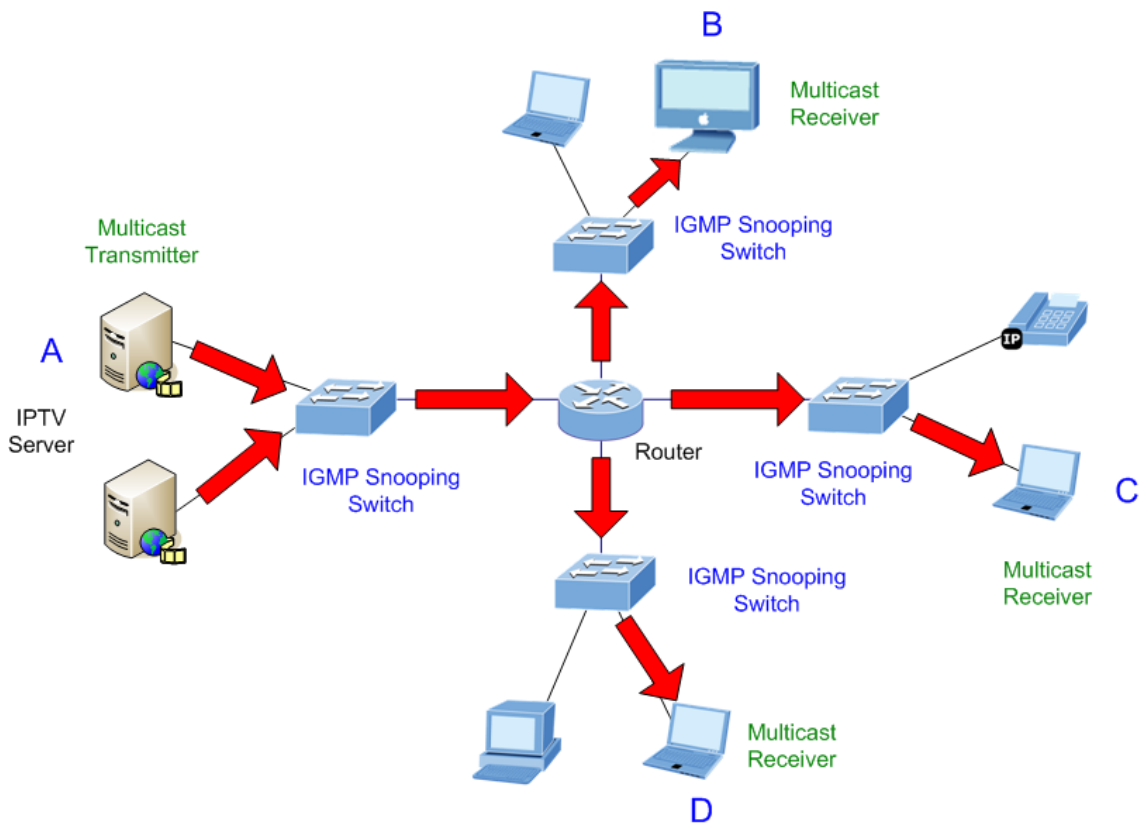 B
Multicast
Receiver
IGMP Snooping
Switch
Multicast
Transmitter
A
IPTV
Server
IP
Router
IGMP Snooping
Switch
IGMP Snooping
Switch
C
Multicast
Receiver
IGMP Snooping
Switch
Multicast
Receiver
D